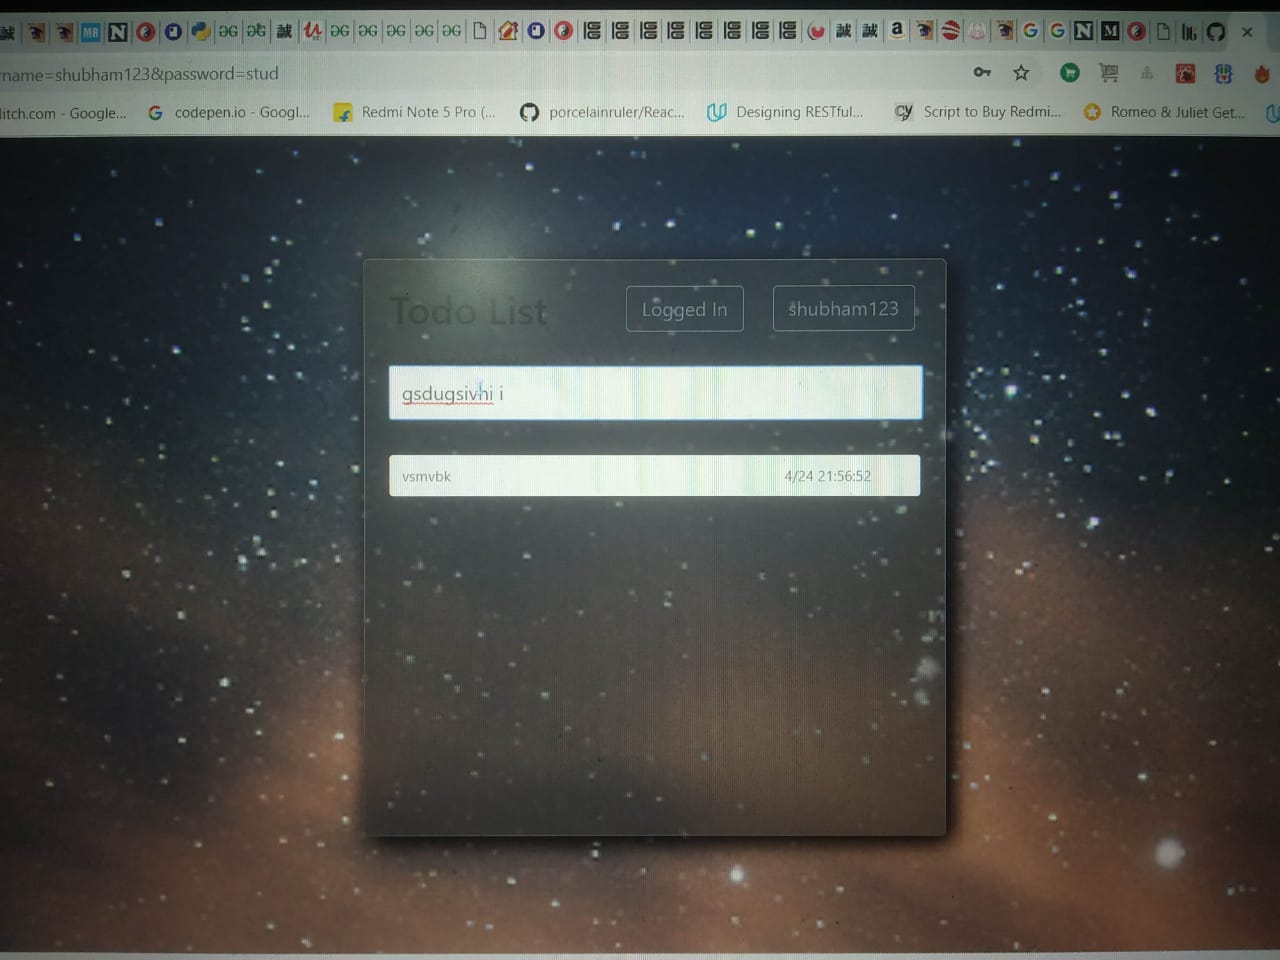 rname=shubham123&password=stud
litch.com - Google...
codepen.io - Googl...
Redmi Note 5 Pro (...
porcelainruler/Reac...
Designing RESTful...
Script to Buy Redmi...
Romeo & Juliet Get...
Todo List
Logged In
shubham123
gsdugsivhi i
vsmvbk 4/24 21:56:52